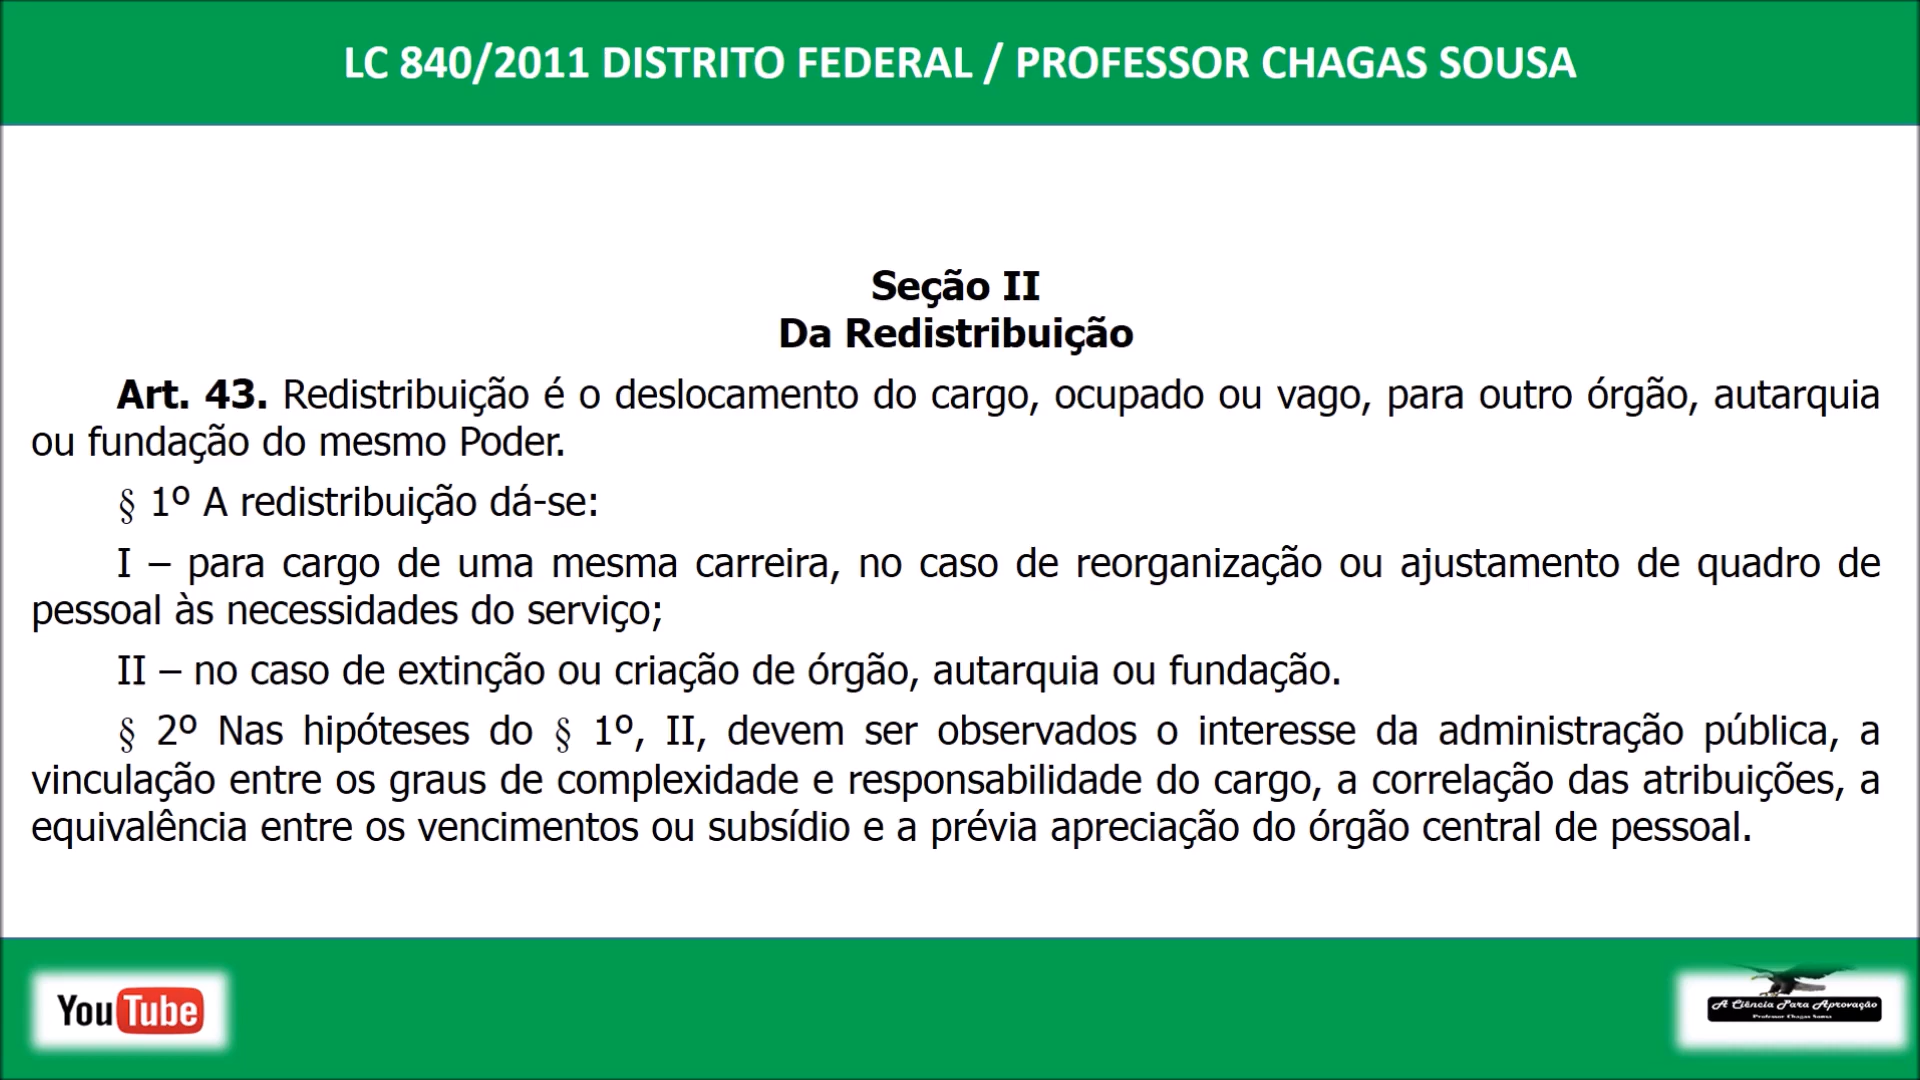 LC 840/2011 DISTRITO FEDERAL / PROFESSOR CHAGAS SOUSA
Seção II
Da Redistribuição
Art. 43. Redistribuição é o deslocamento do cargo, ocupado ou vago, para outro órgão, autarquia
ou fundação do mesmo Poder.
§ 1º A redistribuição dá-se:
I – para cargo de uma mesma carreira, no caso de reorganização ou ajustamento de quadro de
pessoal às necessidades do serviço;
II – no caso de extinção ou criação de órgão, autarquia ou fundação.
§ 2º Nas hipóteses do § 1º, II, devem ser observados o interesse da administração pública, a
vinculação entre os graus de complexidade e responsabilidade do cargo, a correlação das atribuições, a
equivalência entre os vencimentos ou subsídio e a prévia apreciação do órgão central de pessoal.
YouTube
A Ciência Para Aprovação
Professor Chagas Sousa